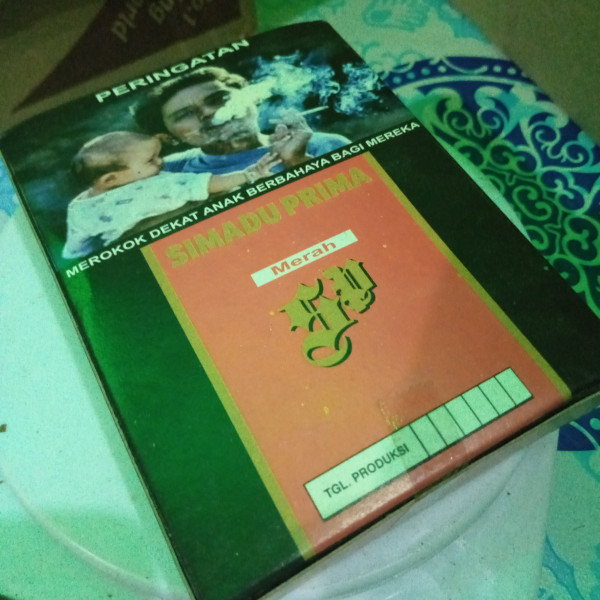 PERINGATAN
MEROKOK DEKAT ANAK BERBAHAYA BAGI MEREKA
SIMADU PRIMA
Merah
TGL. PRODUKSI